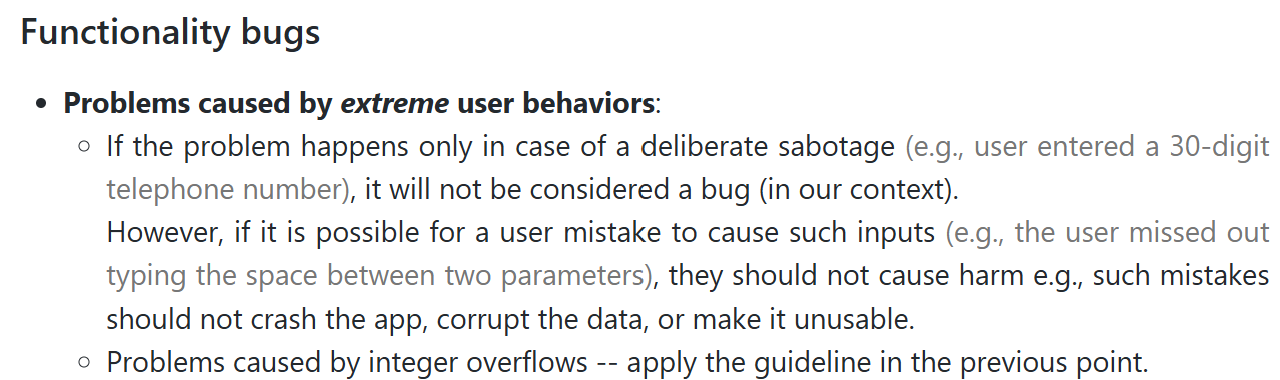 Functionality bugs
• Problems caused by extreme user behaviors:
○ If the problem happens only in case of a deliberate sabotage (e.g., user entered a 30-digit
telephone number), it will not be considered a bug (in our context).
However, if it is possible for a user mistake to cause such inputs (e.g., the user missed out
typing the space between two parameters), they should not cause harm e.g., such mistakes
should not crash the app, corrupt the data, or make it unusable.
○ Problems caused by integer overflows -- apply the guideline in the previous point.